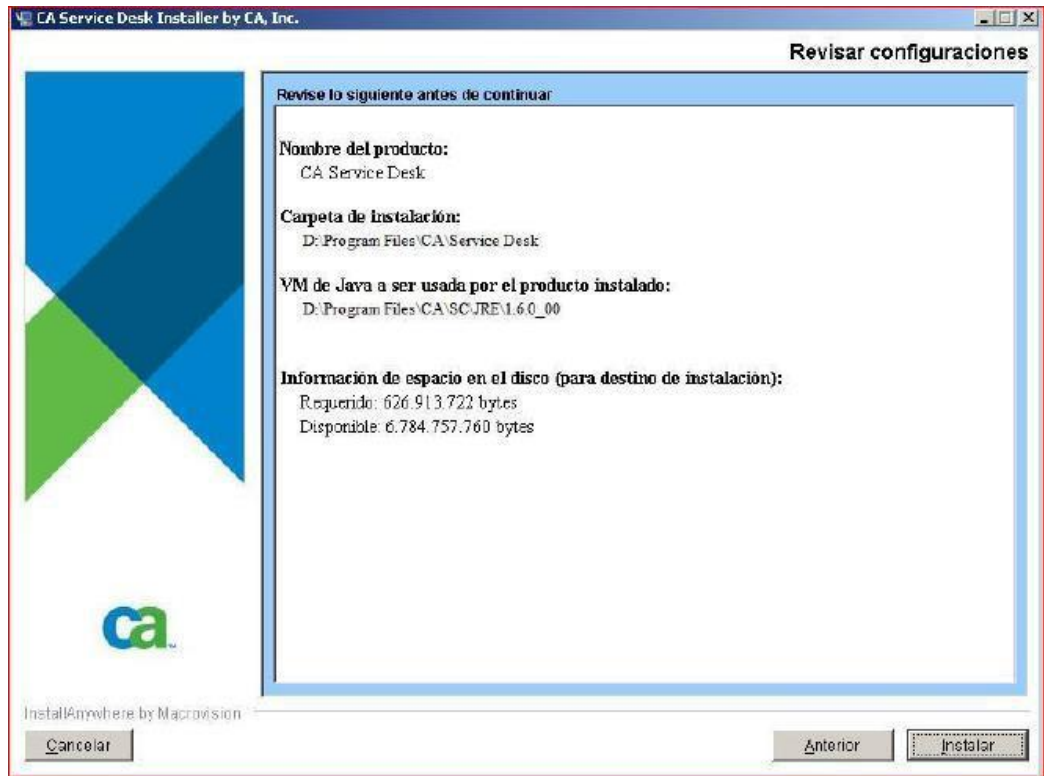 CA Service Desk Installer by CA, Inc.
Revisar configuraciones
Revise lo siguiente antes de continuar
Nombre del producto:
CA Service Desk
Carpeta de instalación:
D:\Program Files\CA\Service Desk
VM de Java a ser usada por el producto instalado:
D:\Program Files\CA\SC\JRE\1.6.0_00
Información de espacio en el disco (para destino de instalación):
Requerido: 626.913.722 bytes
Disponible: 6.784.757.760 bytes
ca
InstallAnywhere by Macrovision
Cancelar
Anterior
Instalar